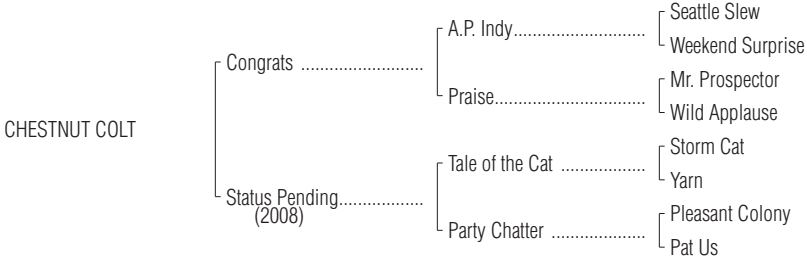 Seattle Slew
A.P. Indy
Weekend Surprise
Congrats
Mr. Prospector
Praise
Wild Applause
CHESTNUT COLT
Storm Cat
Tale of the Cat
Yarn
Status Pending
(2008)
Pleasant Colony
Party Chatter
Pat Us